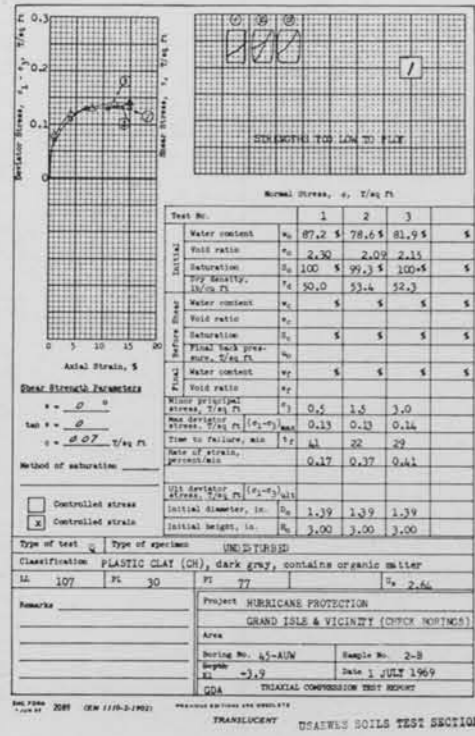 0.3
0.2
0.1
0
Deviator Stress, σ1 - σ3, T/sq ft
Shear Stress, τ, T/sq ft
STRENGTHS TOO LOW TO PLOT
1
Normal Stress, σ, T/sq ft
0 5 10 15 20
Axial Strain, %
Shear Strength Parameters
φ = 0 °
tan φ = 0
c = 0.07 T/sq ft
Method of saturation
Controlled stress
x Controlled strain
Test No. 1 2 3
Initial
Water content wo 87.2 % 78.6 % 81.9 % %
Void ratio eo 2.30 2.09 2.15
Saturation So 100 % 99.3 % 100+ % %
Dry density, lb/cu ft γd 50.0 53.4 52.3
Before Shear
Water content wc % % % %
Void ratio ec
Saturation Sc % % % %
Final back pressure, T/sq ft uo
Final
Water content wf % % % %
Void ratio ef
Minor principal stress, T/sq ft σ3 0.5 1.5 3.0
Max deviator stress, T/sq ft (σ1-σ3)max 0.13 0.13 0.14
Time to failure, min tf 41 22 29
Rate of strain, percent/min 0.17 0.37 0.41
Ult deviator stress, T/sq ft (σ1-σ3)ult
Initial diameter, in. Do 1.39 1.39 1.39
Initial height, in. Ho 3.00 3.00 3.00
Type of test Q Type of specimen UNDISTURBED
Classification PLASTIC CLAY (CH), dark gray, contains organic matter
LL 107 PL 30 PI 77 Gs 2.64
Remarks
Project HURRICANE PROTECTION
GRAND ISLE & VICINITY (CHECK BORINGS)
Area
Boring No. 45-AUW Sample No. 2-B
Depth El -3.9 Date 1 JULY 1969
GDA TRIAXIAL COMPRESSION TEST REPORT
ENG FORM 2089 (EM 1110-2-1902) PREVIOUS EDITIONS ARE OBSOLETE
TRANSLUCENT USAEWES SOILS TEST SECTION